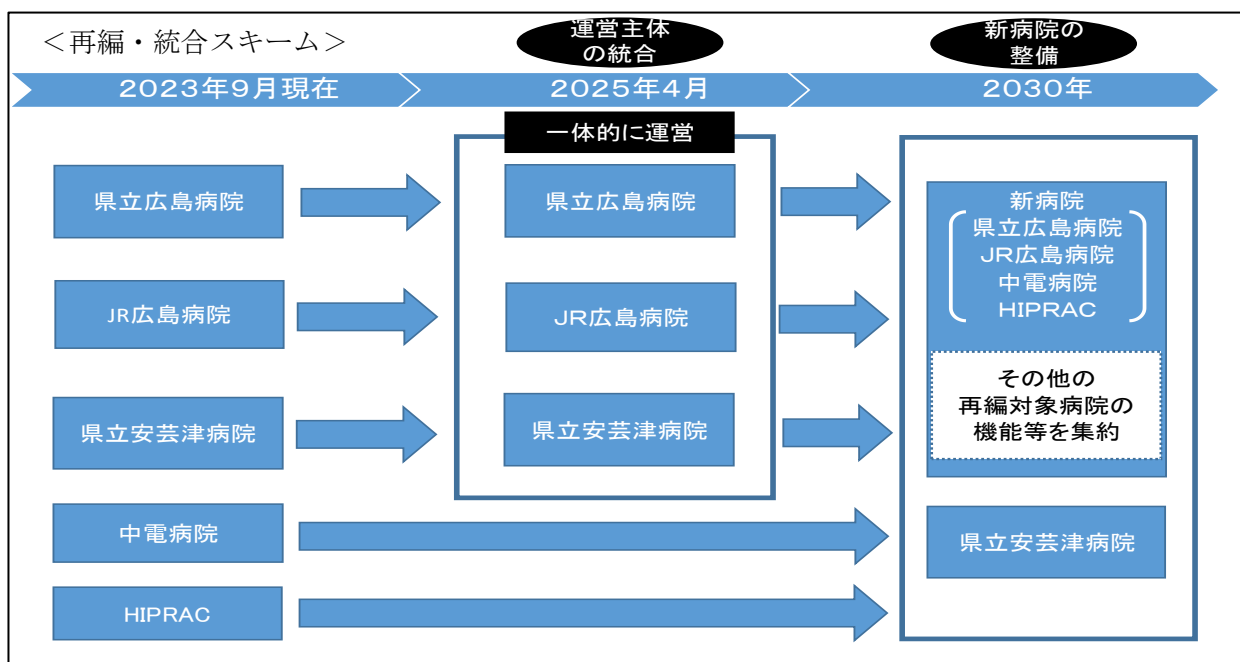 ＜再編・統合スキーム＞
運営主体
の統合
新病院の
整備
2023年9月現在
2025年4月
2030年
一体的に運営
県立広島病院
JR広島病院
県立安芸津病院
中電病院
HIPRAC
県立広島病院
JR広島病院
県立安芸津病院
新病院
県立広島病院
JR広島病院
中電病院
HIPRAC
その他の
再編対象病院の
機能等を集約
県立安芸津病院